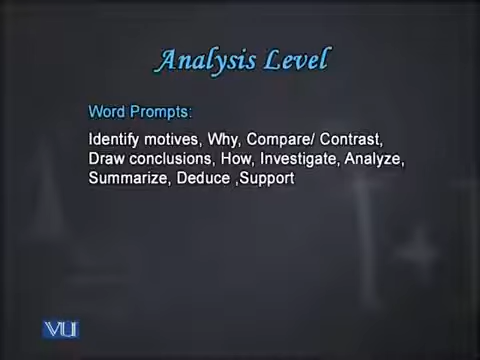 Analysis Level
Word Prompts:
Identify motives, Why, Compare/ Contrast,
Draw conclusions, How, Investigate, Analyze,
Summarize, Deduce ,Support
VU